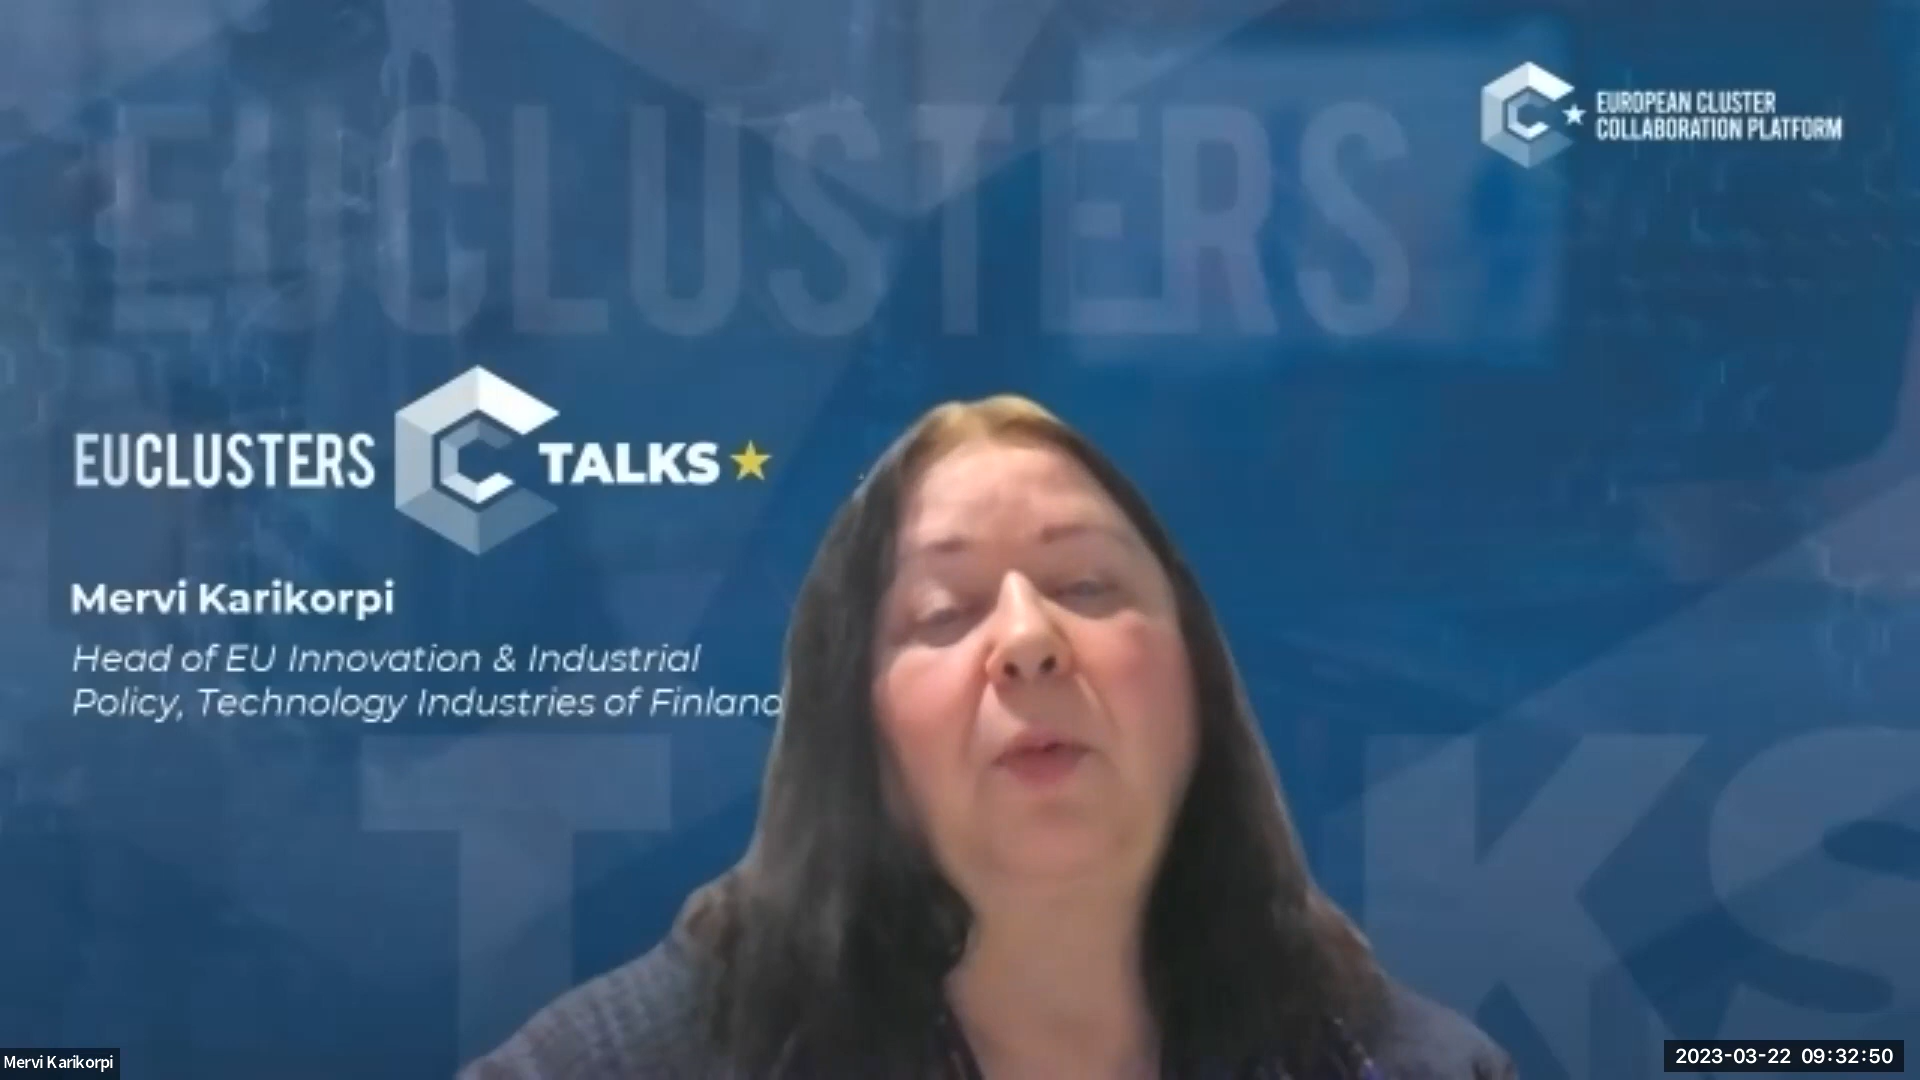 EUCLUSTERS
EUROPEAN CLUSTER
COLLABORATION PLATFORM
EUCLUSTERS TALKS
Mervi Karikorpi
Head of EU Innovation & Industrial
Policy, Technology Industries of Finland
T KS
Mervi Karikorpi
2023-03-22 09:32:50